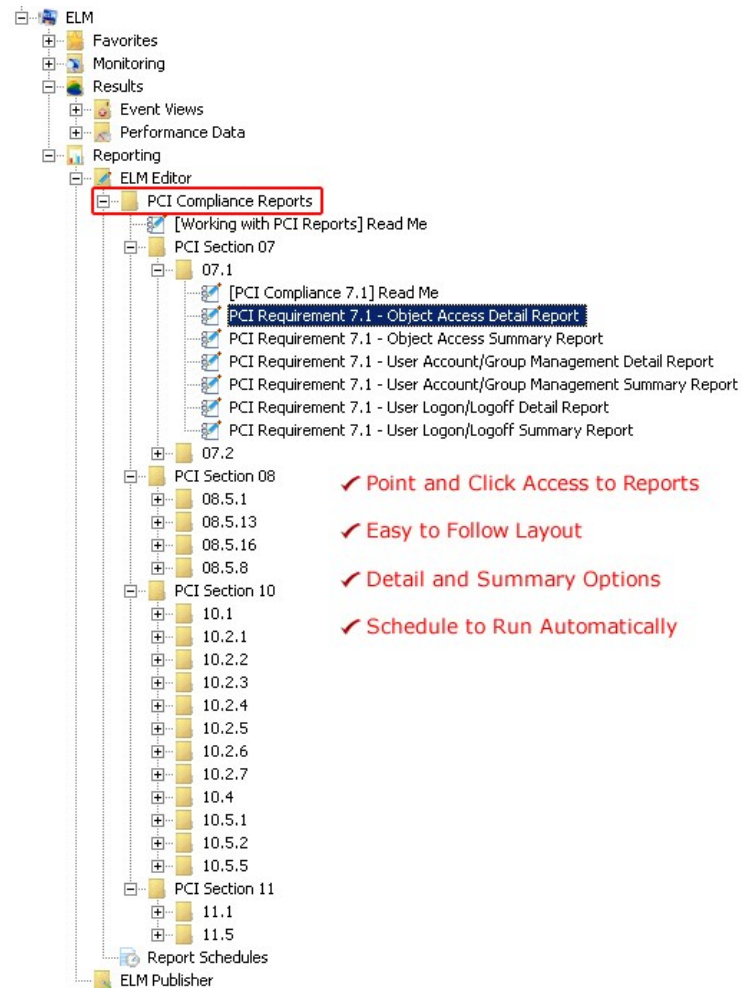 ELM
Favorites
Monitoring
Results
Event Views
Performance Data
Reporting
ELM Editor
PCI Compliance Reports
[Working with PCI Reports] Read Me
PCI Section 07
07.1
[PCI Compliance 7.1] Read Me
PCI Requirement 7.1 - Object Access Detail Report
PCI Requirement 7.1 - Object Access Summary Report
PCI Requirement 7.1 - User Account/Group Management Detail Report
PCI Requirement 7.1 - User Account/Group Management Summary Report
PCI Requirement 7.1 - User Logon/Logoff Detail Report
PCI Requirement 7.1 - User Logon/Logoff Summary Report
07.2
PCI Section 08
08.5.1
08.5.13
08.5.16
08.5.8
PCI Section 10
10.1
10.2.1
10.2.2
10.2.3
10.2.4
10.2.5
10.2.6
10.2.7
10.4
10.5.1
10.5.2
10.5.5
PCI Section 11
11.1
11.5
Report Schedules
ELM Publisher
✓ Point and Click Access to Reports
✓ Easy to Follow Layout
✓ Detail and Summary Options
✓ Schedule to Run Automatically